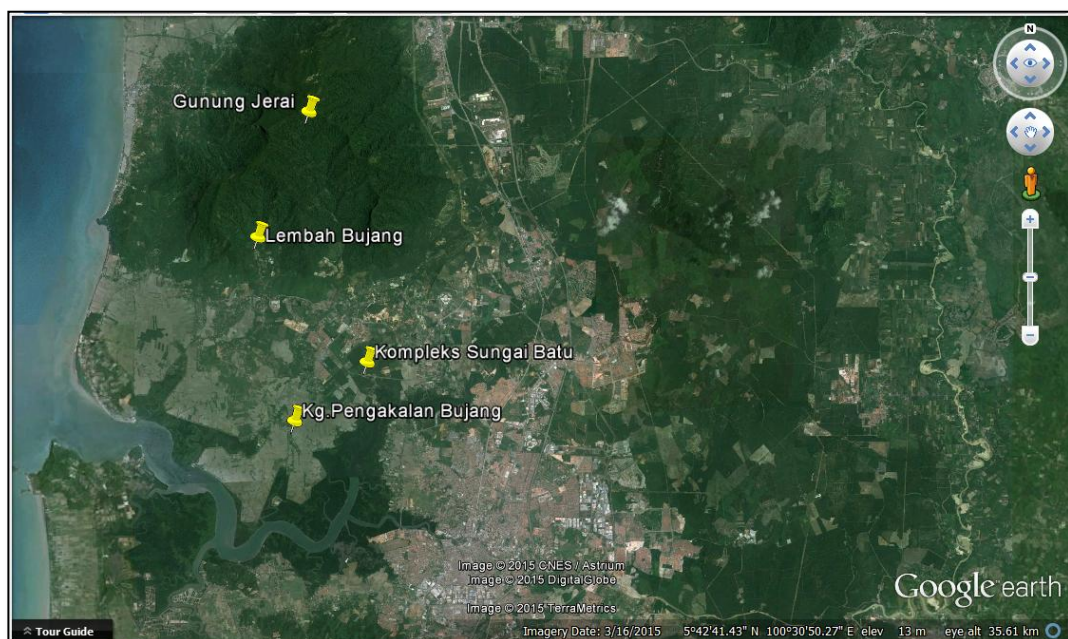 N
Gunung Jerai
Lembah Bujang
Kompleks Sungai Batu
Kg.Pengakalan Bujang
Image © 2015 CNES / Astrium
Image © 2015 DigitalGlobe
Image © 2015 TerraMetrics
Google earth
Tour Guide
Imagery Date: 3/16/2015 5°42'41.43" N 100°30'50.27" E elev 13 m eye alt 35.61 km